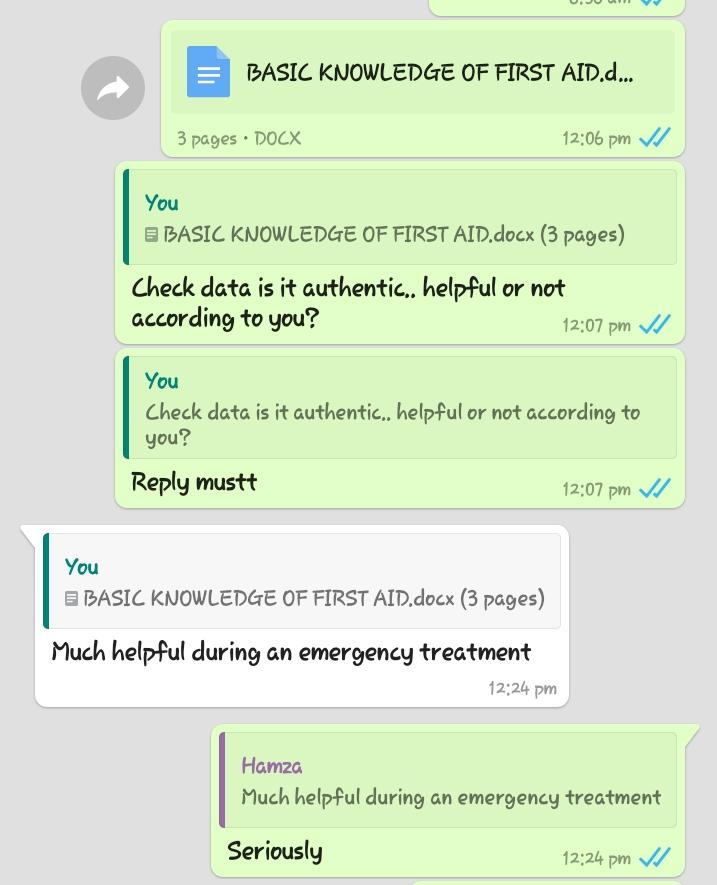 BASIC KNOWLEDGE OF FIRST AID.d...
3 pages • DOCX 12:06 pm
You
BASIC KNOWLEDGE OF FIRST AID.docx (3 pages)
Check data is it authentic.. helpful or not
according to you?
12:07 pm
You
Check data is it authentic.. helpful or not according to
you?
Reply mustt
12:07 pm
You
BASIC KNOWLEDGE OF FIRST AID.docx (3 pages)
Much helpful during an emergency treatment
12:24 pm
Hamza
Much helpful during an emergency treatment
Seriously
12:24 pm